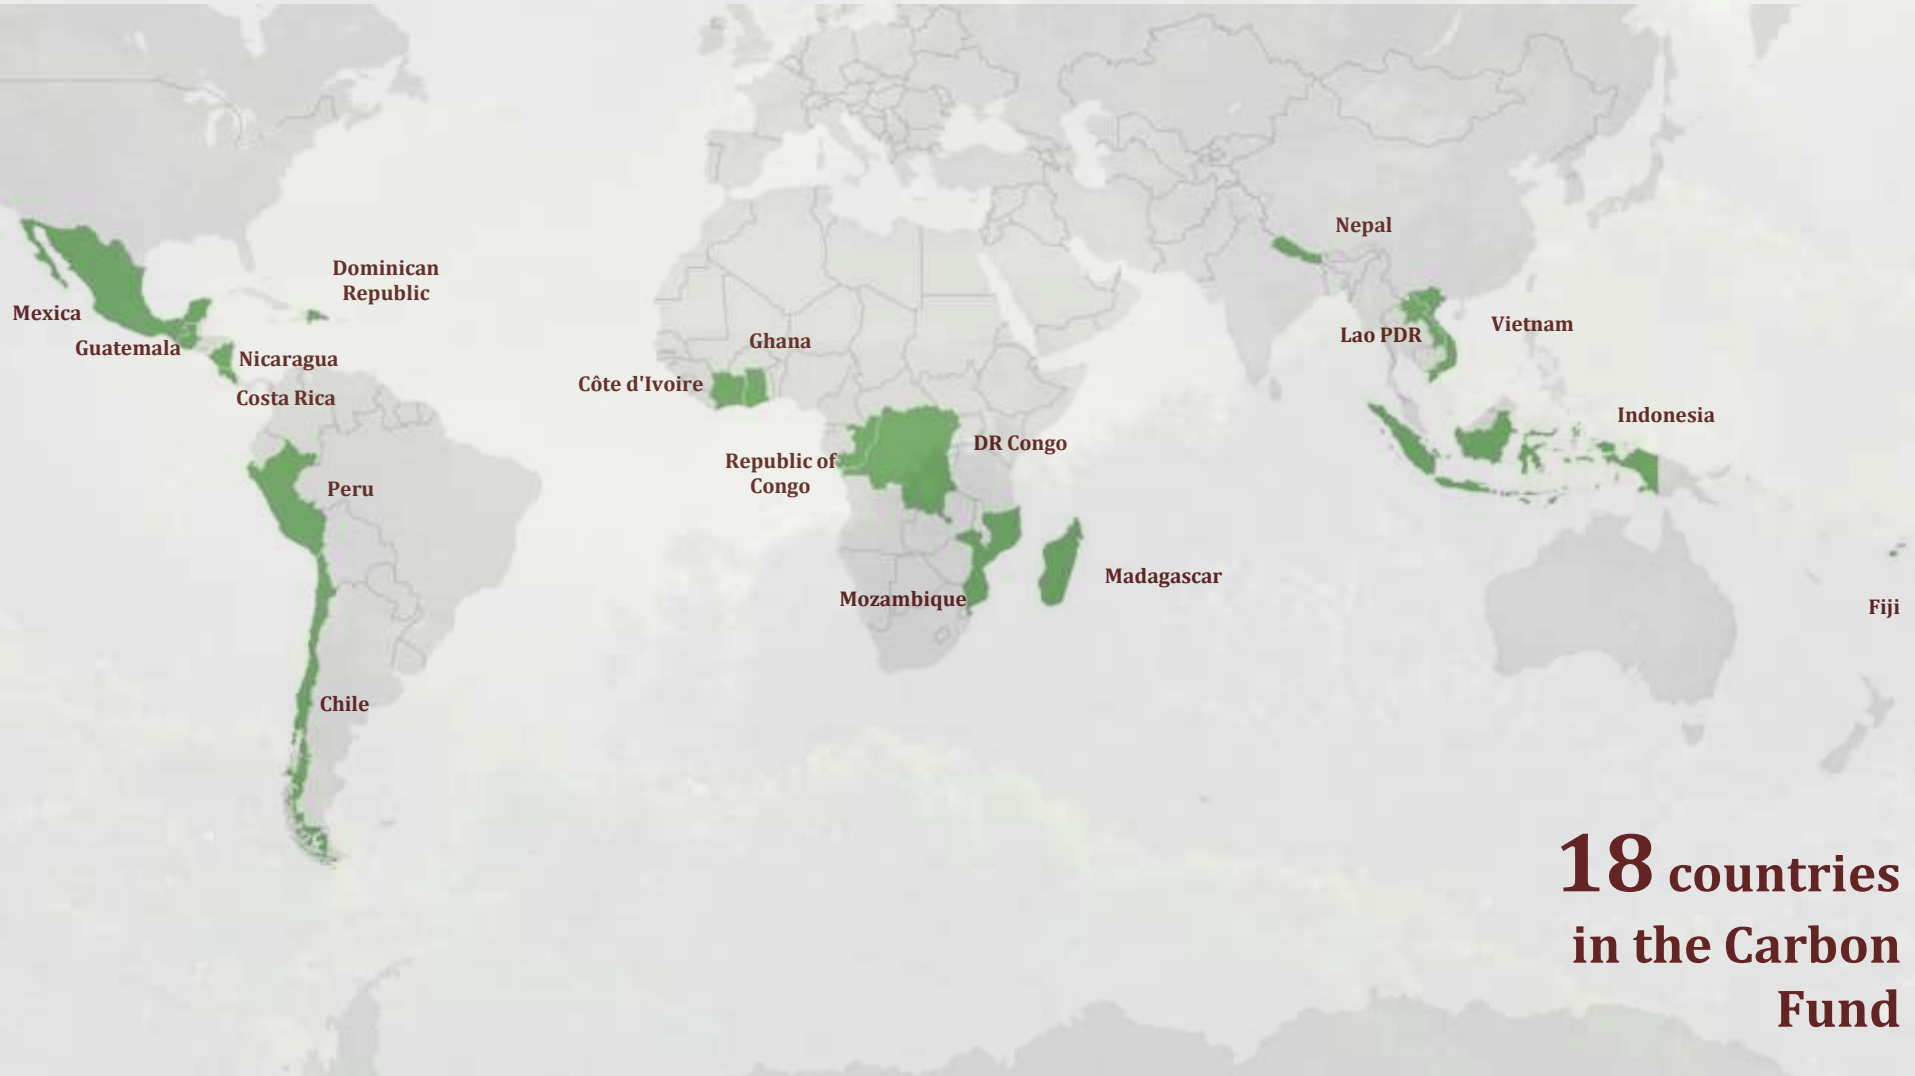 Nepal
Dominican
Republic
Mexica
Vietnam
Lao PDR
Ghana
Guatemala
Nicaragua
Côte d'Ivoire
Costa Rica
Indonesia
DR Congo
Republic of
Congo
Peru
Madagascar
Mozambique
Fiji
Chile
18 countries
in the Carbon
Fund